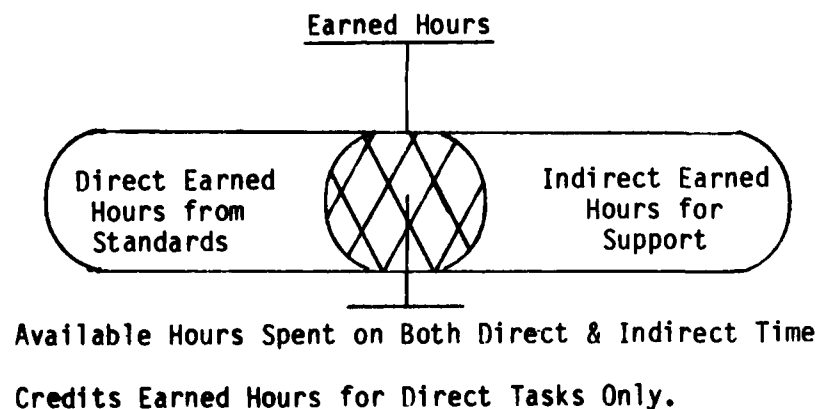 Earned Hours
Direct Earned
Hours from
Standards
Indirect Earned
Hours for
Support
Available Hours Spent on Both Direct & Indirect Time
Credits Earned Hours for Direct Tasks Only.